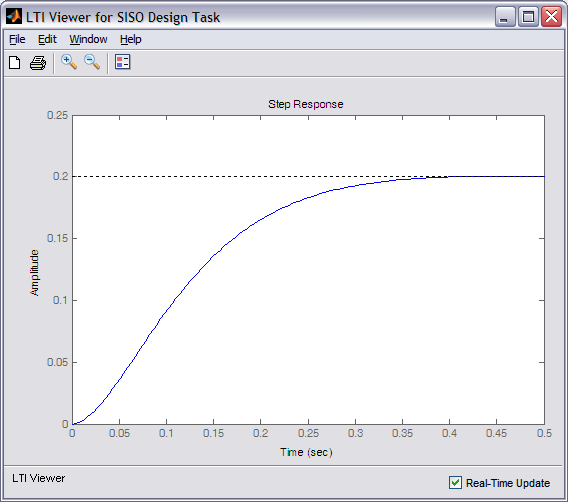 LTI Viewer for SISO Design Task
File Edit Window Help
Step Response
0.25
0.2
0.15
0.1
0.05
0
Amplitude
0 0.05 0.1 0.15 0.2 0.25 0.3 0.35 0.4 0.45 0.5
Time (sec)
LTI Viewer
Real-Time Update